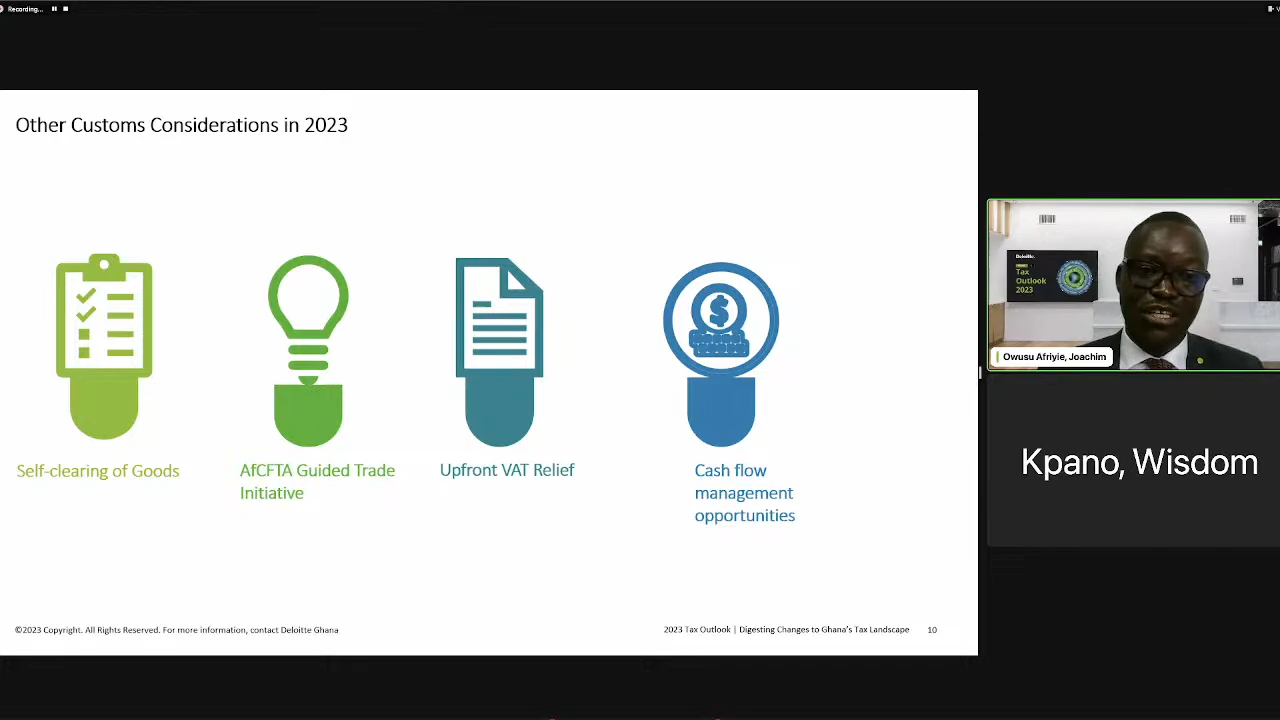 Recording...
Other Customs Considerations in 2023
Self-clearing of Goods
AfCFTA Guided Trade
Initiative
Upfront VAT Relief
$
Cash flow
management
opportunities
©2023 Copyright. All Rights Reserved. For more information, contact Deloitte Ghana
2023 Tax Outlook | Digesting Changes to Ghana's Tax Landscape 10
Deloitte.
Tax
Outlook
2023
Owusu Afriyie, Joachim
Kpano, Wisdom